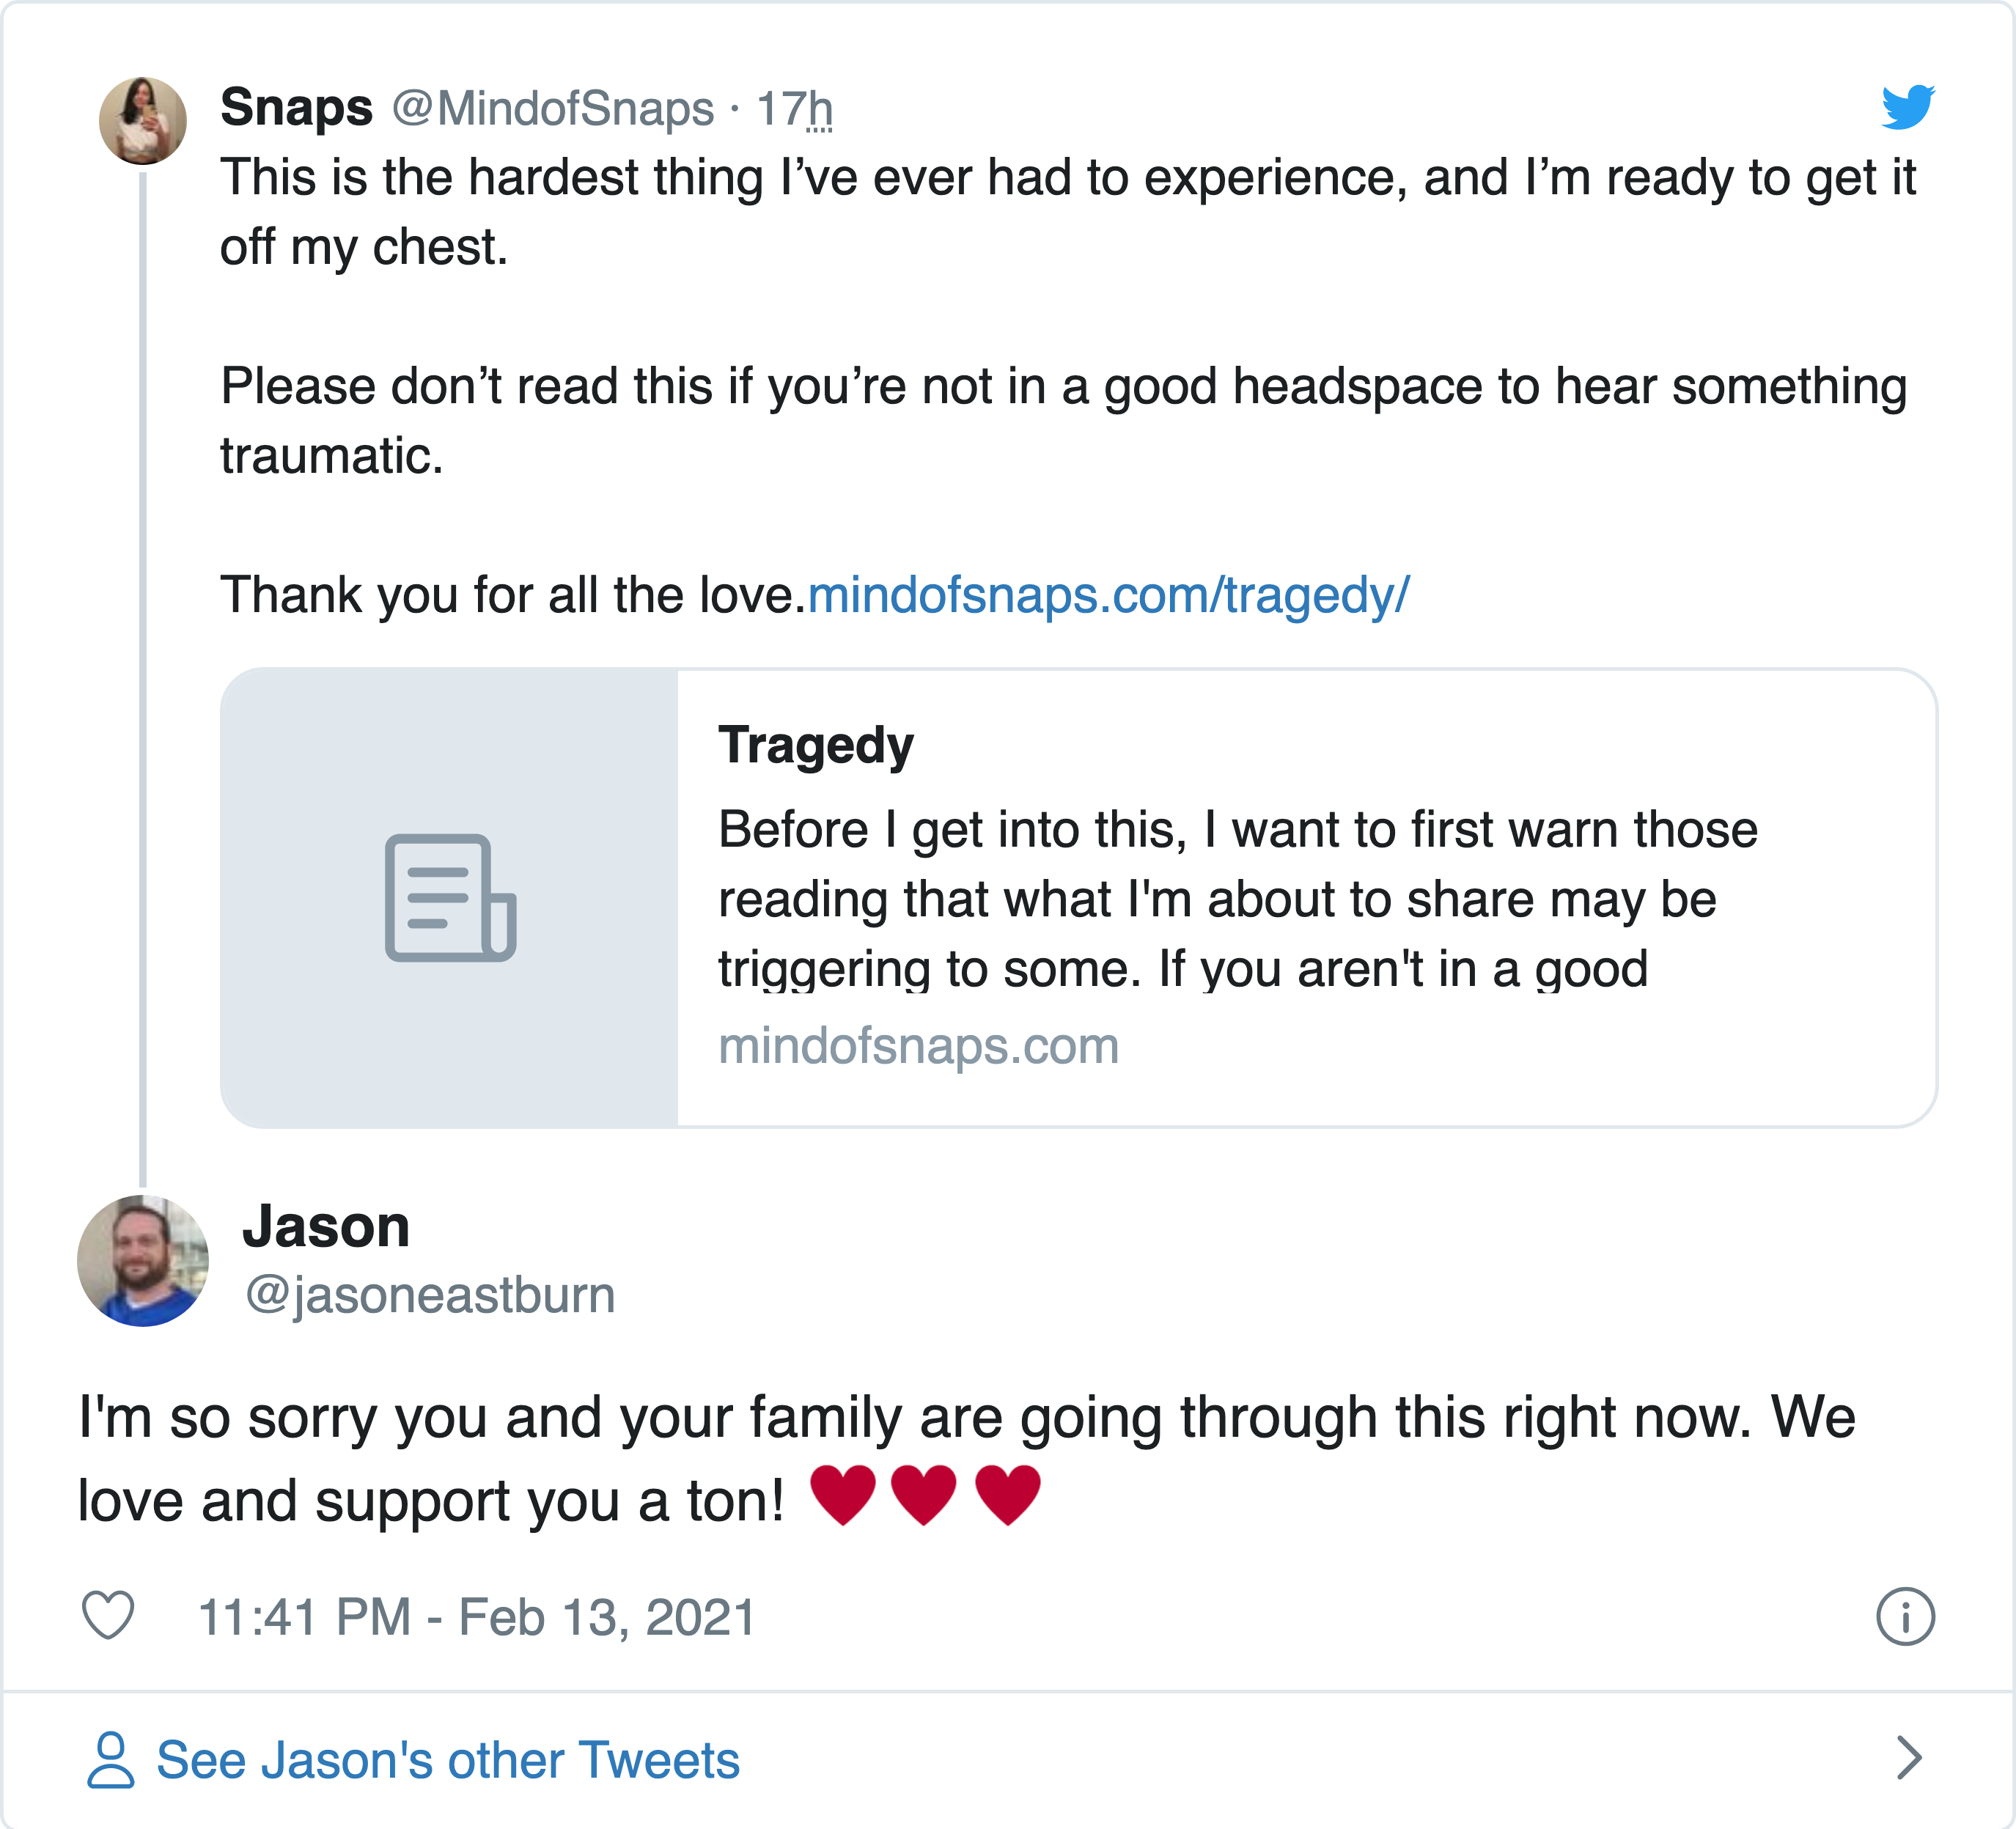 Snaps @MindofSnaps · 17h
This is the hardest thing I’ve ever had to experience, and I’m ready to get it
off my chest.
Please don’t read this if you’re not in a good headspace to hear something
traumatic.
Thank you for all the love.mindofsnaps.com/tragedy/
Tragedy
Before I get into this, I want to first warn those
reading that what I'm about to share may be
triggering to some. If you aren't in a good
mindofsnaps.com
Jason
@jasoneastburn
I'm so sorry you and your family are going through this right now. We
love and support you a ton! ♥♥♥
11:41 PM - Feb 13, 2021
See Jason's other Tweets